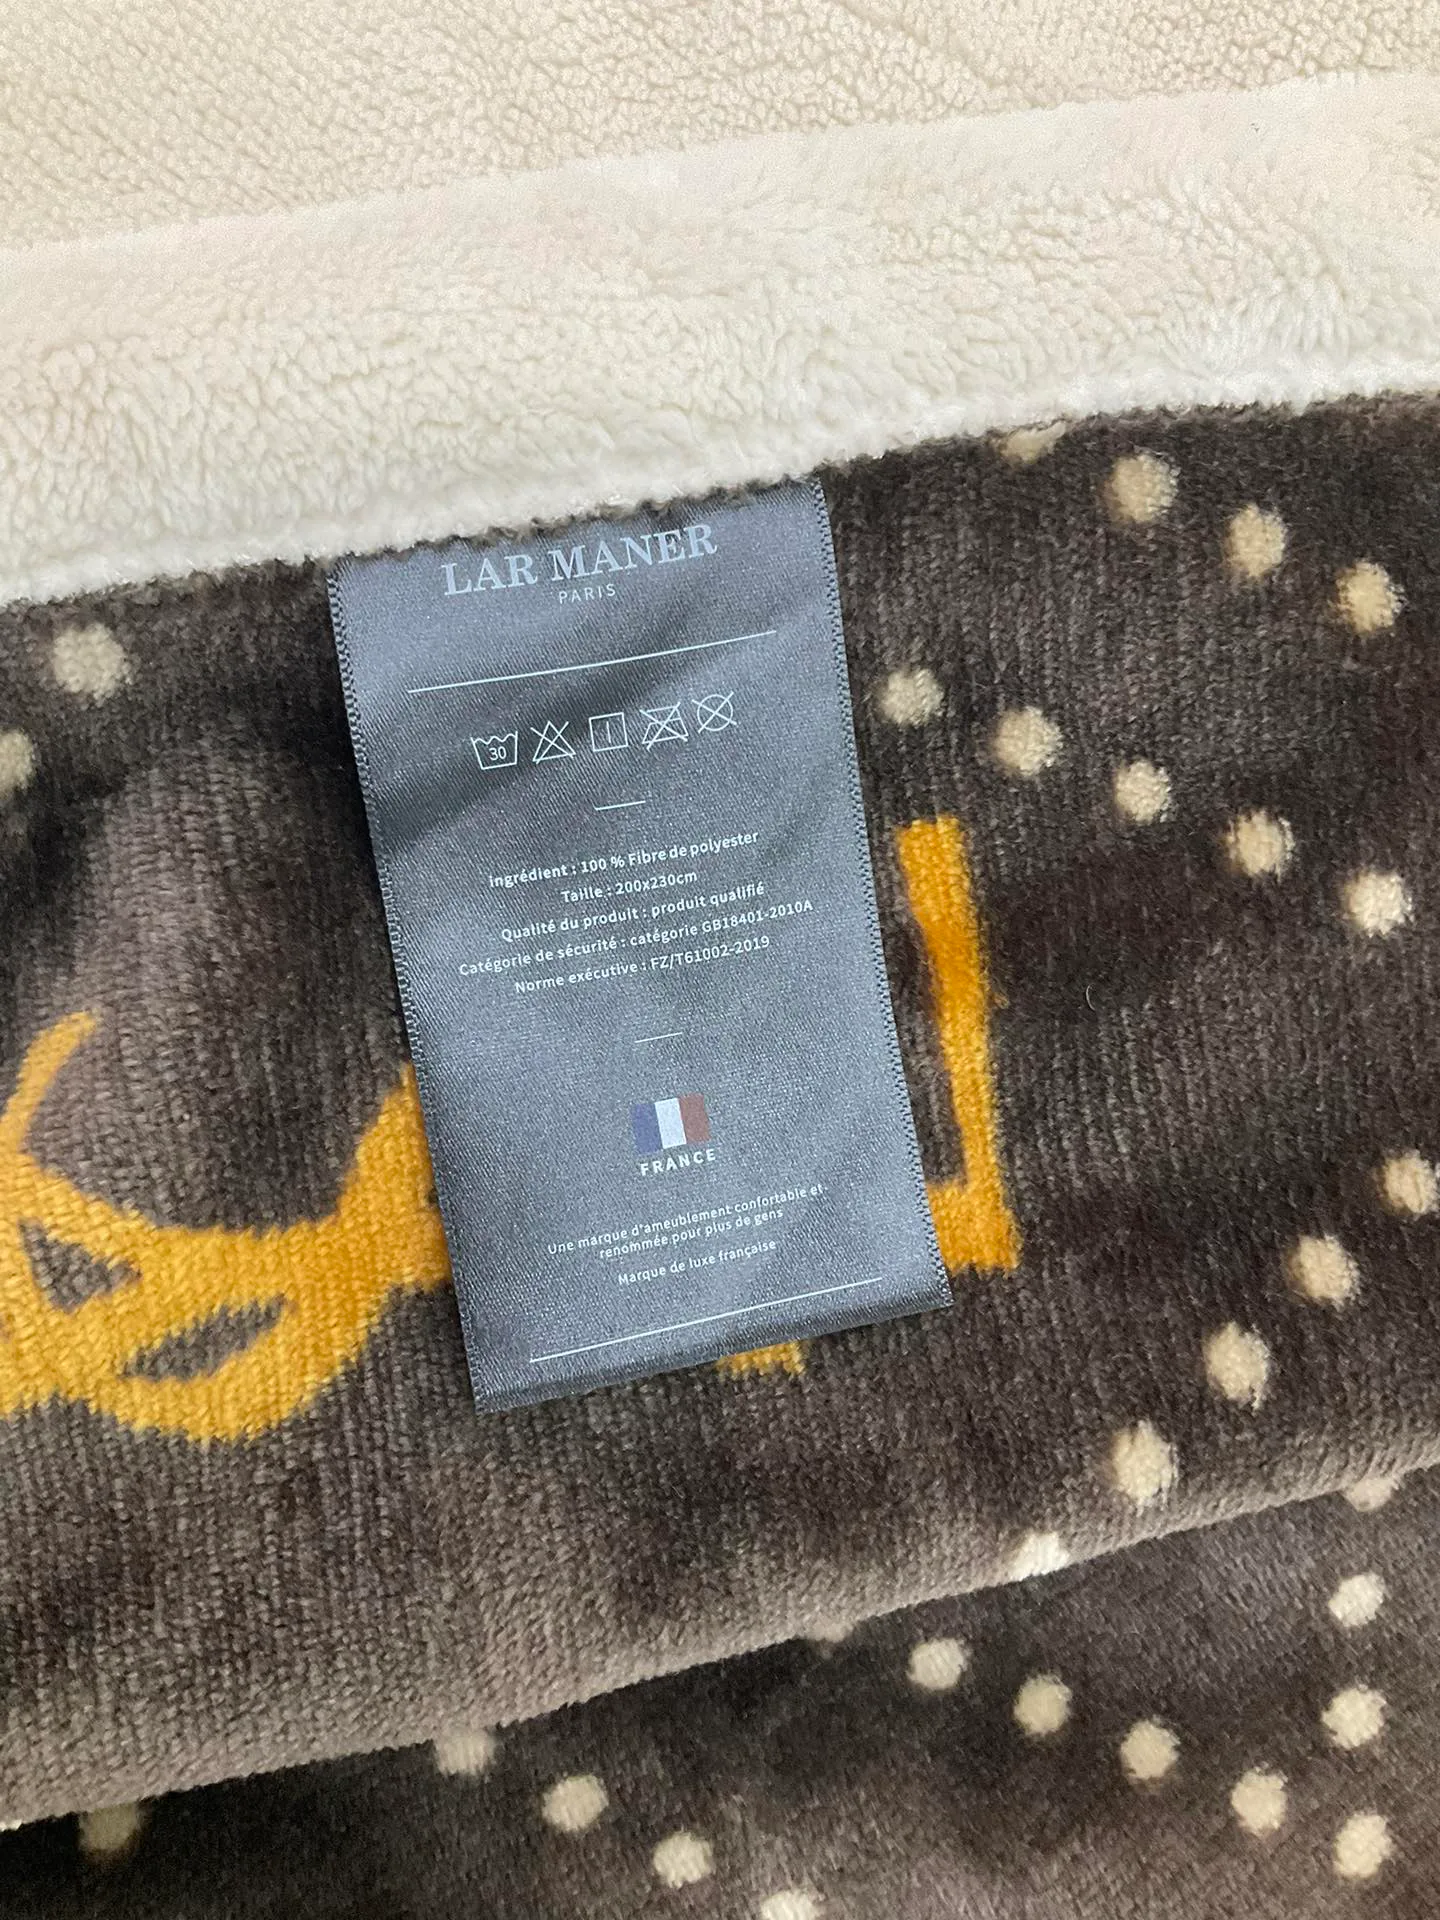 LAR MANER
PARIS
30
ingrédient : 100 % Fibre de polyester
Taille : 200x230cm
Qualité du produit : produit qualifié
Catégorie de sécurité : catégorie GB18401-2010A
Norme exécutive : FZ/T61002-2019
FRANCE
Une marque d'ameublement confortable et
renommée pour plus de gens
Marque de luxe française